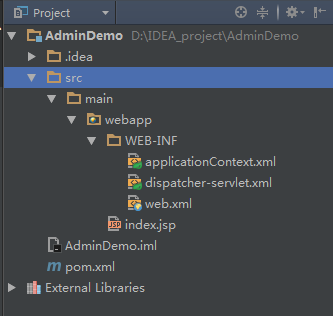 Project
AdminDemo D:\IDEA_project\AdminDemo
.idea
src
main
webapp
WEB-INF
applicationContext.xml
dispatcher-servlet.xml
web.xml
JSP index.jsp
AdminDemo.iml
m pom.xml
External Libraries